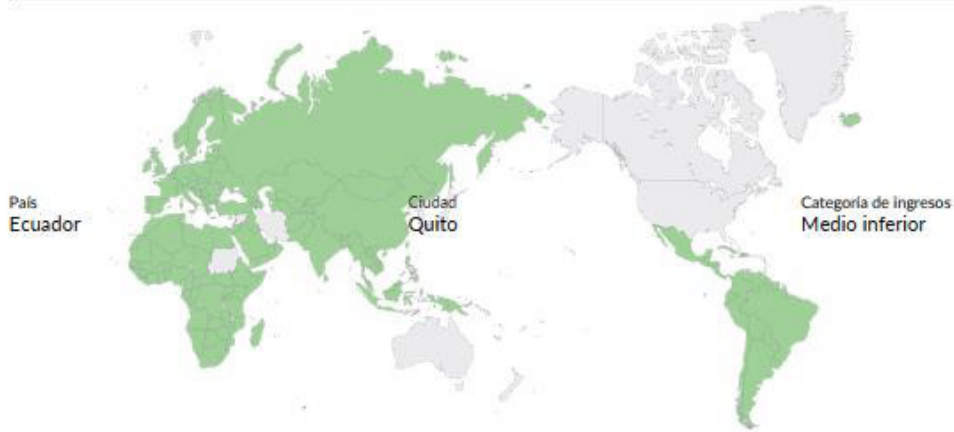 País
Ecuador
Ciudad
Quito
Categoría de ingresos
Medio inferior